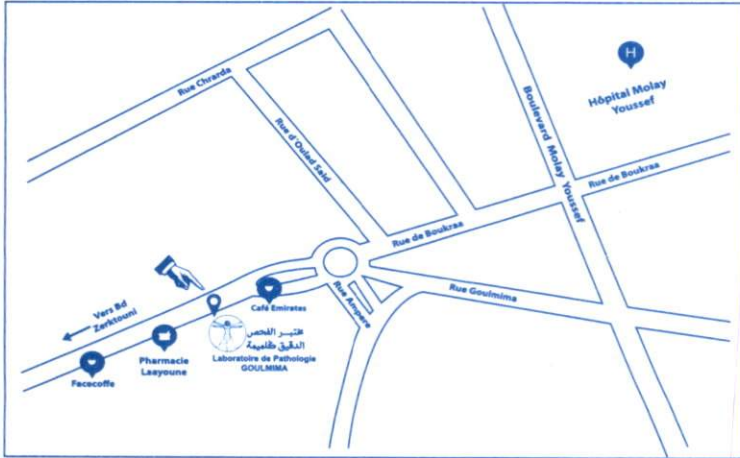 Rue Chrarda
H
Hôpital Molay
Youssef
Boulevard Molay Youssef
Rue d'Oulad Said
Rue de Boukraa
Rue de Boukraa
Rue Goulmima
Rue Ampere
Café Emirates
Vers Bd
Zerktouni
مختبر الفحص
الدقيق كلميمة
Laboratoire de Pathologie
GOULMIMA
Pharmacie
Laayoune
Facecoffe